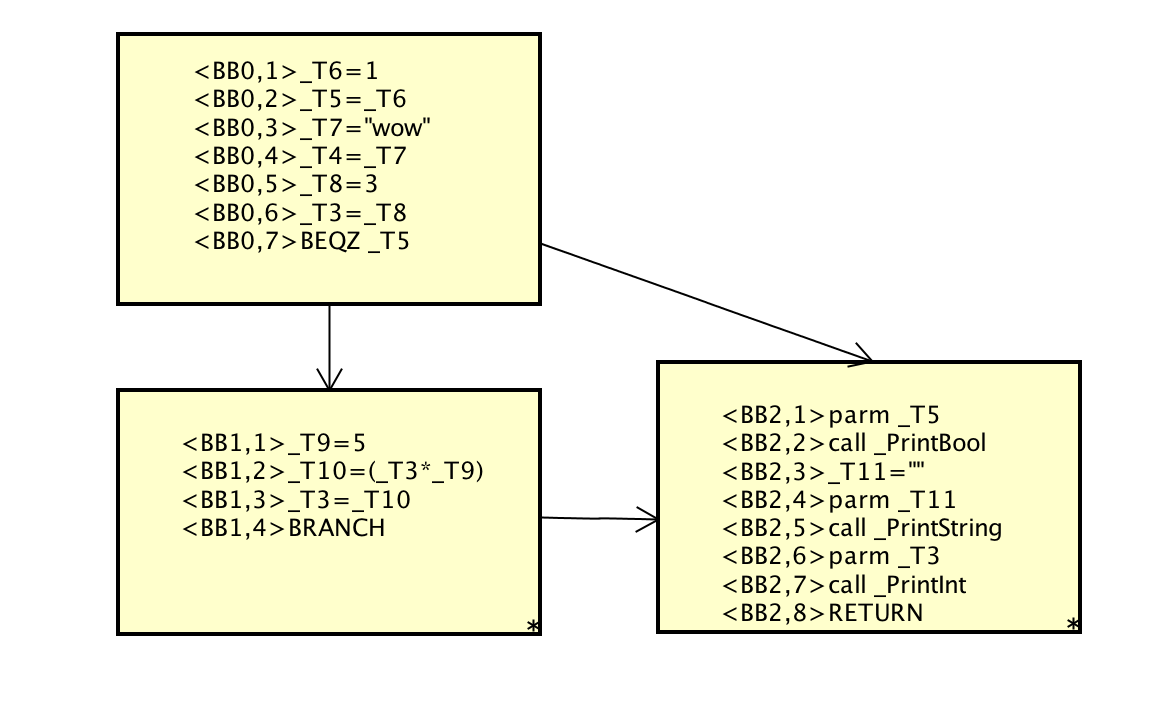 <BB0,1>_T6=1
<BB0,2>_T5=_T6
<BB0,3>_T7="wow"
<BB0,4>_T4=_T7
<BB0,5>_T8=3
<BB0,6>_T3=_T8
<BB0,7>BEQZ _T5
<BB1,1>_T9=5
<BB1,2>_T10=(_T3*_T9)
<BB1,3>_T3=_T10
<BB1,4>BRANCH
*
<BB2,1>parm _T5
<BB2,2>call _PrintBool
<BB2,3>_T11=""
<BB2,4>parm _T11
<BB2,5>call _PrintString
<BB2,6>parm _T3
<BB2,7>call _PrintInt
<BB2,8>RETURN
*